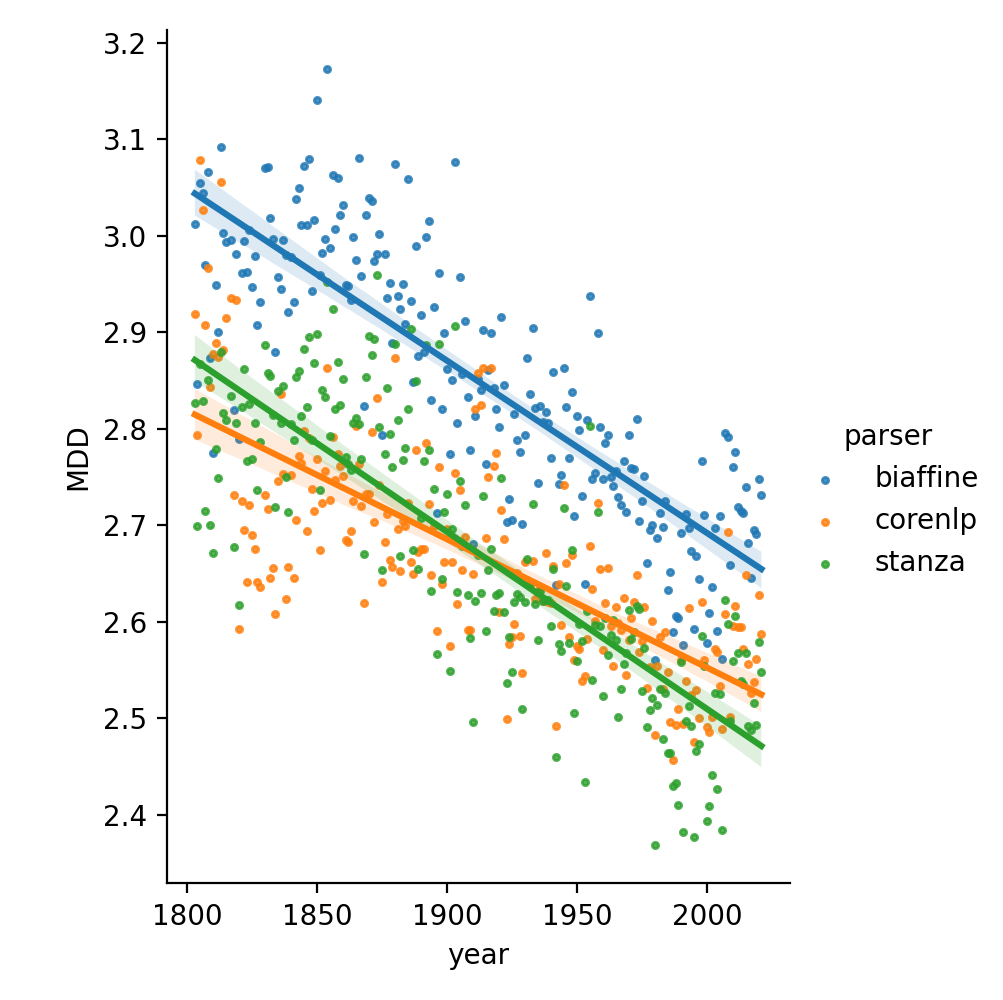 3.2
3.1
3.0
2.9
2.8
2.7
2.6
2.5
2.4
MDD
1800 1850 1900 1950 2000
year
parser
biaffine
corenlp
stanza